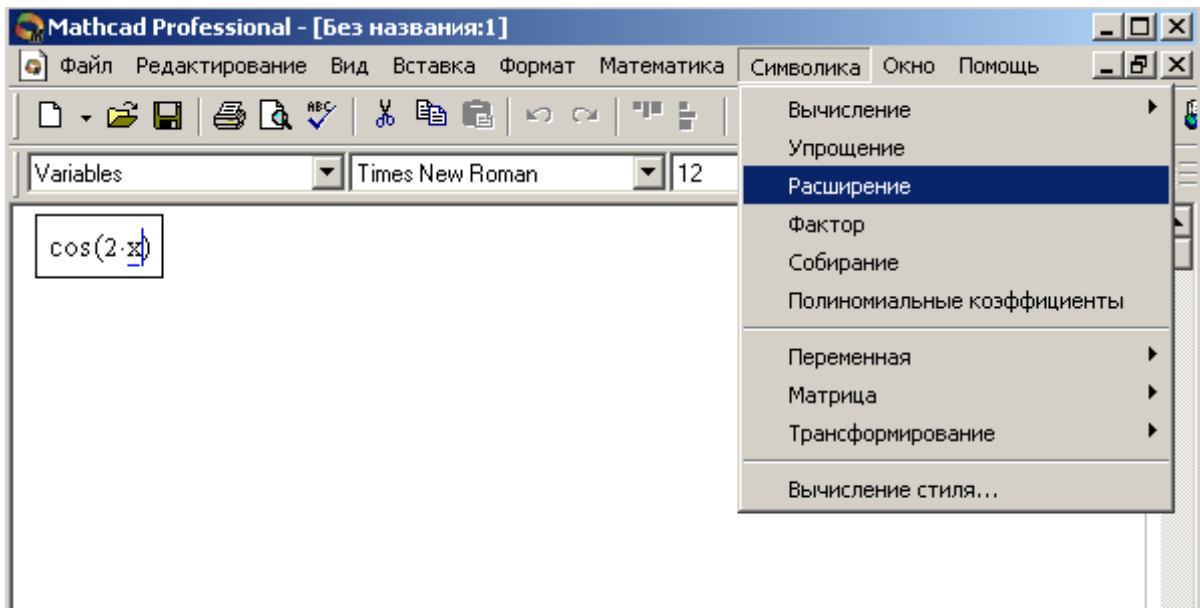 Mathcad Professional - [Без названия:1]
Файл Редактирование Вид Вставка Формат Математика Символика Окно Помощь
Variables Times New Roman 12
cos(2·x)
Вычисление
Упрощение
Расширение
Фактор
Собирание
Полиномиальные коэффициенты
Переменная
Матрица
Трансформирование
Вычисление стиля...